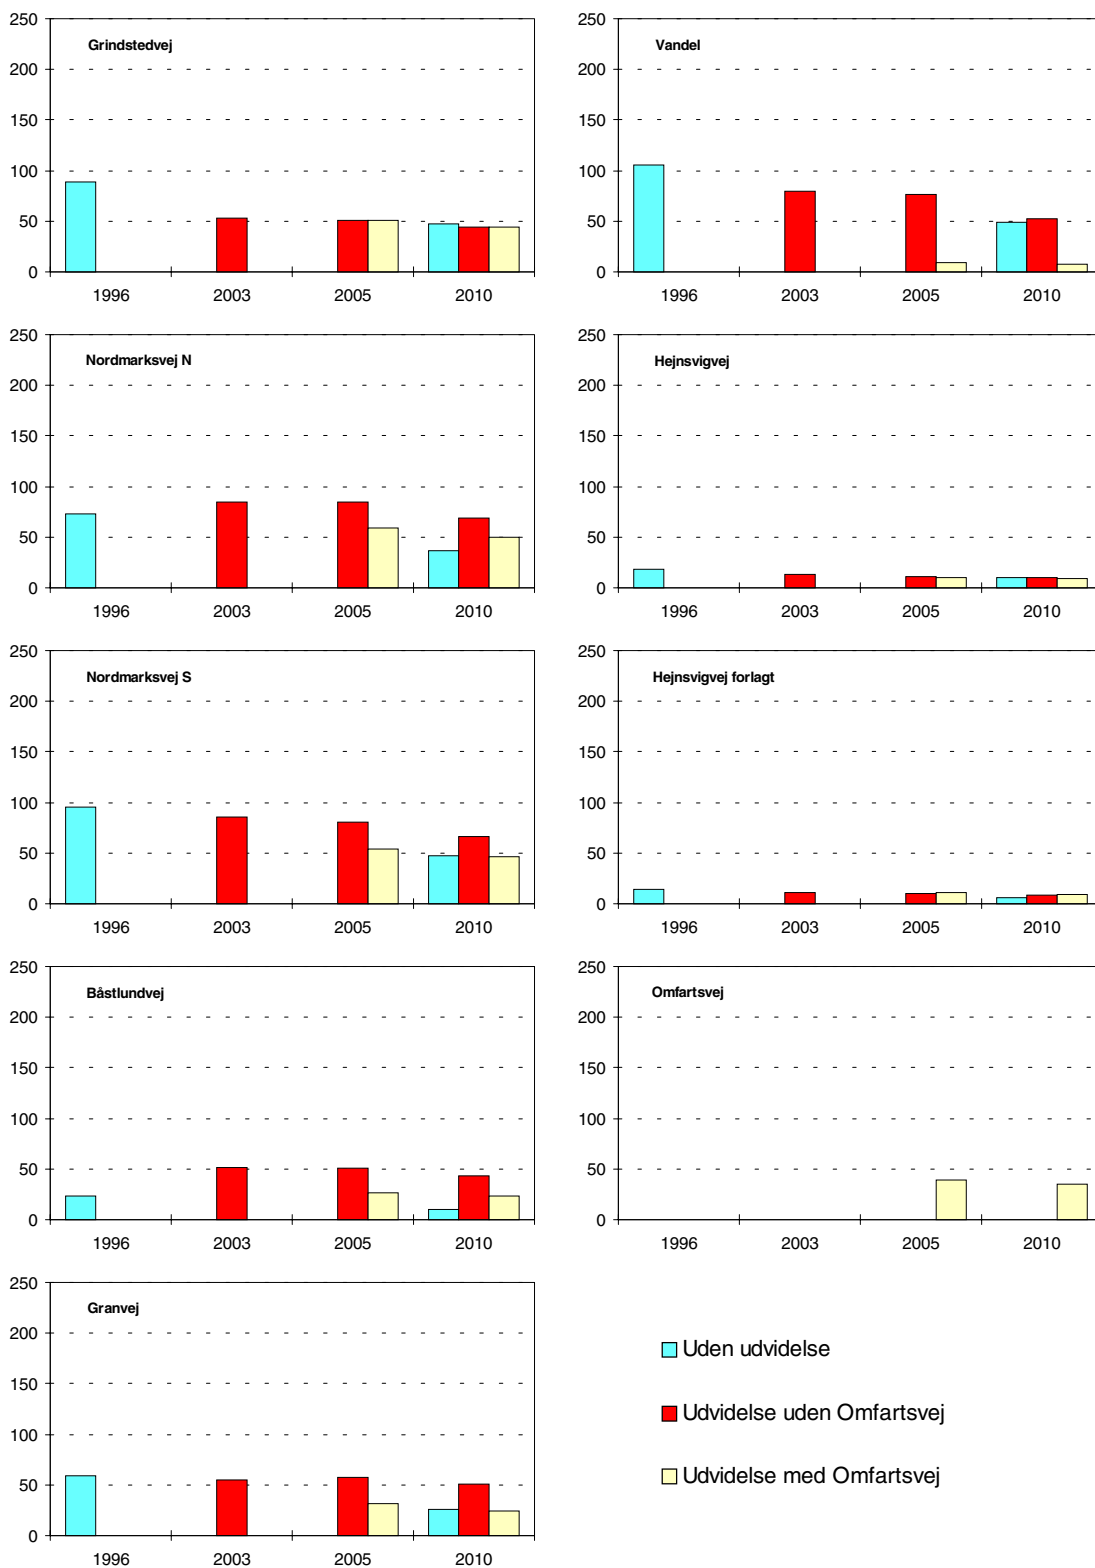 Grindstedvej
250
200
150
100
50
0
1996 2003 2005 2010
Vandel
250
200
150
100
50
0
1996 2003 2005 2010
Nordmarksvej N
250
200
150
100
50
0
1996 2003 2005 2010
Hejnsvigvej
250
200
150
100
50
0
1996 2003 2005 2010
Nordmarksvej S
250
200
150
100
50
0
1996 2003 2005 2010
Hejnsvigvej forlagt
250
200
150
100
50
0
1996 2003 2005 2010
Båstlundvej
250
200
150
100
50
0
1996 2003 2005 2010
Omfartsvej
250
200
150
100
50
0
1996 2003 2005 2010
Granvej
250
200
150
100
50
0
1996 2003 2005 2010
Uden udvidelse
Udvidelse uden Omfartsvej
Udvidelse med Omfartsvej